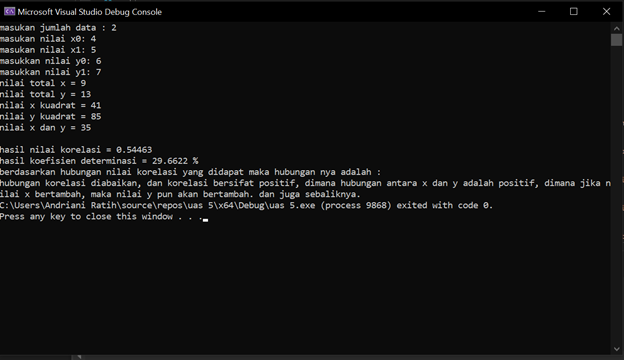 Microsoft Visual Studio Debug Console
masukan jumlah data : 2
masukan nilai x0: 4
masukan nilai x1: 5
masukkan nilai y0: 6
masukkan nilai y1: 7
nilai total x = 9
nilai total y = 13
nilai x kuadrat = 41
nilai y kuadrat = 85
nilai x dan y = 35
hasil nilai korelasi = 0.54463
hasil koefisien determinasi = 29.6622 %
berdasarkan hubungan nilai korelasi yang didapat maka hubungan nya adalah :
hubungan korelasi diabaikan, dan korelasi bersifat positif, dimana hubungan antara x dan y adalah positif, dimana jika n
ilai x bertambah, maka nilai y pun akan bertambah. dan juga sebaliknya.
C:\Users\Andriani Ratih\source\repos\uas 5\x64\Debug\uas 5.exe (process 9868) exited with code 0.
Press any key to close this window . . .